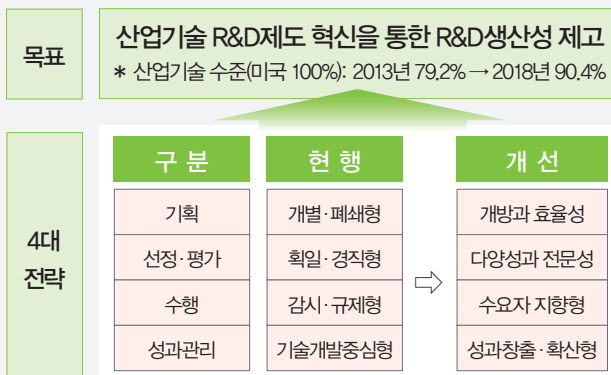 목표
산업기술 R&D제도 혁신을 통한 R&D생산성 제고
* 산업기술 수준(미국 100%): 2013년 79.2% → 2018년 90.4%
4대
전략
구 분 현 행 개 선
기획 개별·폐쇄형 개방과 효율성
선정·평가 획일·경직형 ⇨ 다양성과 전문성
수행 감시·규제형 수요자 지향형
성과관리 기술개발중심형 성과창출·확산형